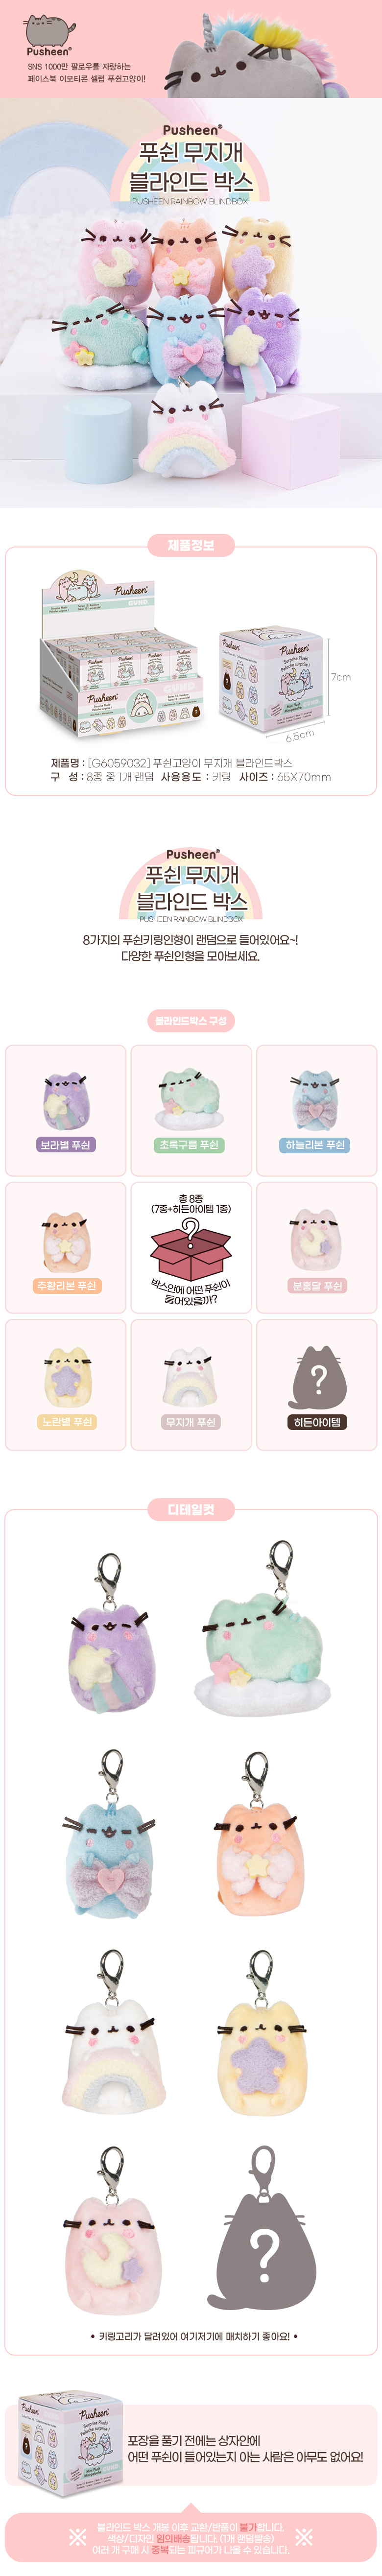 Pusheen®
SNS 1000만 팔로우를 자랑하는
페이스북 이모티콘 셀럽 푸쉰고양이!
Pusheen®
푸쉰 무지개
블라인드 박스
PUSHEEN RAINBOW BLINDBOX
제품정보
Pusheen
Pusheen
GUND
Pusheen
Surprise Plush!
Peluche surprise!
7cm
6.5cm
제품명 : [G6059032] 푸쉰고양이 무지개 블라인드박스
구 성 : 8종 중 1개 랜덤 사용용도 : 키링 사이즈 : 65X70mm
Pusheen®
푸쉰 무지개
블라인드 박스
PUSHEEN RAINBOW BLINDBOX
8가지의 푸쉰키링인형이 랜덤으로 들어있어요~!
다양한 푸쉰인형을 모아보세요.
블라인드박스 구성
보라별 푸쉰
초록구름 푸쉰
하늘리본 푸쉰
주황리본 푸쉰
총 8종
(7종+히든아이템 1종)
?
박스안에 어떤 푸쉰이
들어있을까?
분홍달 푸쉰
노란별 푸쉰
무지개 푸쉰
?
히든아이템
디테일컷
?
• 키링고리가 달려있어 여기저기에 매치하기 좋아요! •
Pusheen
Pusheen
Surprise Plush!
Peluche surprise!
포장을 풀기 전에는 상자안에
어떤 푸쉰이 들어있는지 아는 사람은 아무도 없어요!
※ 블라인드 박스 개봉 이후 교환/반품이 불가합니다. ※
색상/디자인 임의배송됩니다. (1개 랜덤발송)
여러 개 구매 시 중복되는 피규어가 나올 수 있습니다.